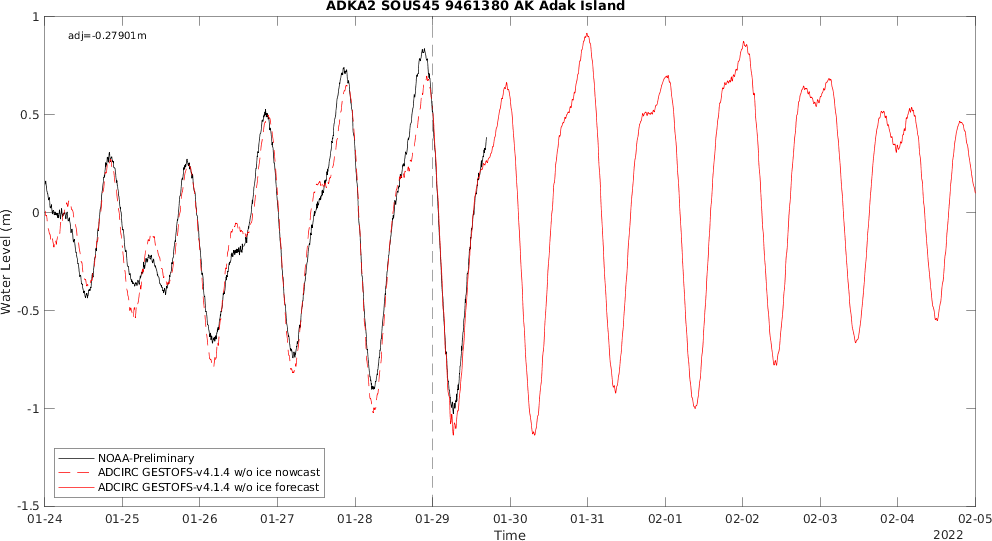 ADKA2 SOUS45 9461380 AK Adak Island
adj=-0.27901m
1
0.5
0
-0.5
-1
-1.5
Water Level (m)
NOAA-Preliminary
ADCIRC GESTOFS-v4.1.4 w/o ice nowcast
ADCIRC GESTOFS-v4.1.4 w/o ice forecast
01-24 01-25 01-26 01-27 01-28 01-29 01-30 01-31 02-01 02-02 02-03 02-04 02-05
Time
2022